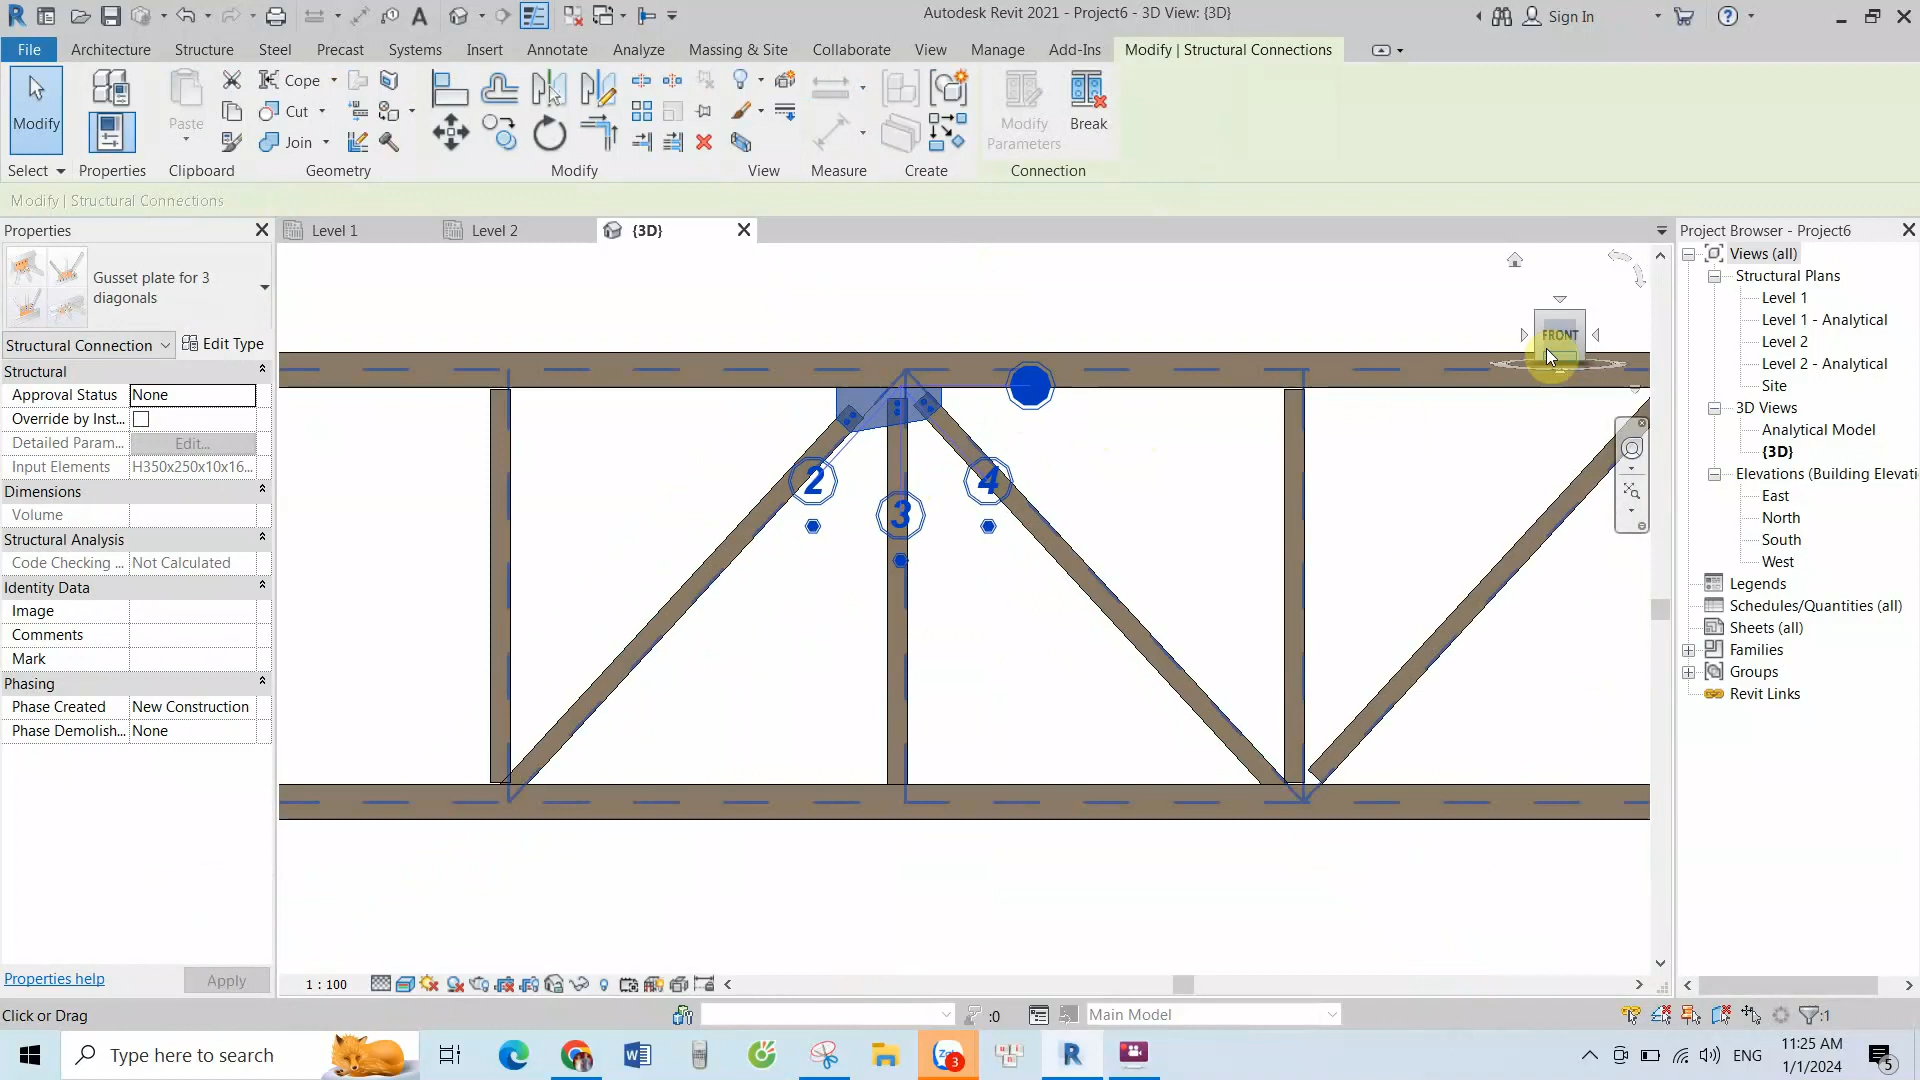 Autodesk Revit 2021 - Project6 - 3D View: {3D}
Sign In
File
Architecture
Structure
Steel
Precast
Systems
Insert
Annotate
Analyze
Massing & Site
Collaborate
View
Manage
Add-Ins
Modify | Structural Connections
Modify
Paste
Cope
Cut
Join
Modify
Parameters
Break
Select
Properties
Clipboard
Geometry
Modify
View
Measure
Create
Connection
Modify | Structural Connections
Properties
Level 1
Level 2
{3D}
Project Browser - Project6
Gusset plate for 3
diagonals
Structural Connection
Edit Type
Structural
Approval Status None
Override by Inst...
Detailed Param... Edit...
Input Elements H350x250x10x16...
Dimensions
Volume
Structural Analysis
Code Checking ... Not Calculated
Identity Data
Image
Comments
Mark
Phasing
Phase Created New Construction
Phase Demolish... None
Properties help
Apply
FRONT
2
3
4
1 : 100
Views (all)
Structural Plans
Level 1
Level 1 - Analytical
Level 2
Level 2 - Analytical
Site
3D Views
Analytical Model
{3D}
Elevations (Building Elevati
East
North
South
West
Legends
Schedules/Quantities (all)
Sheets (all)
Families
Groups
Revit Links
Click or Drag
:0
Main Model
:1
Type here to search
3
ENG
11:25 AM
1/1/2024
5